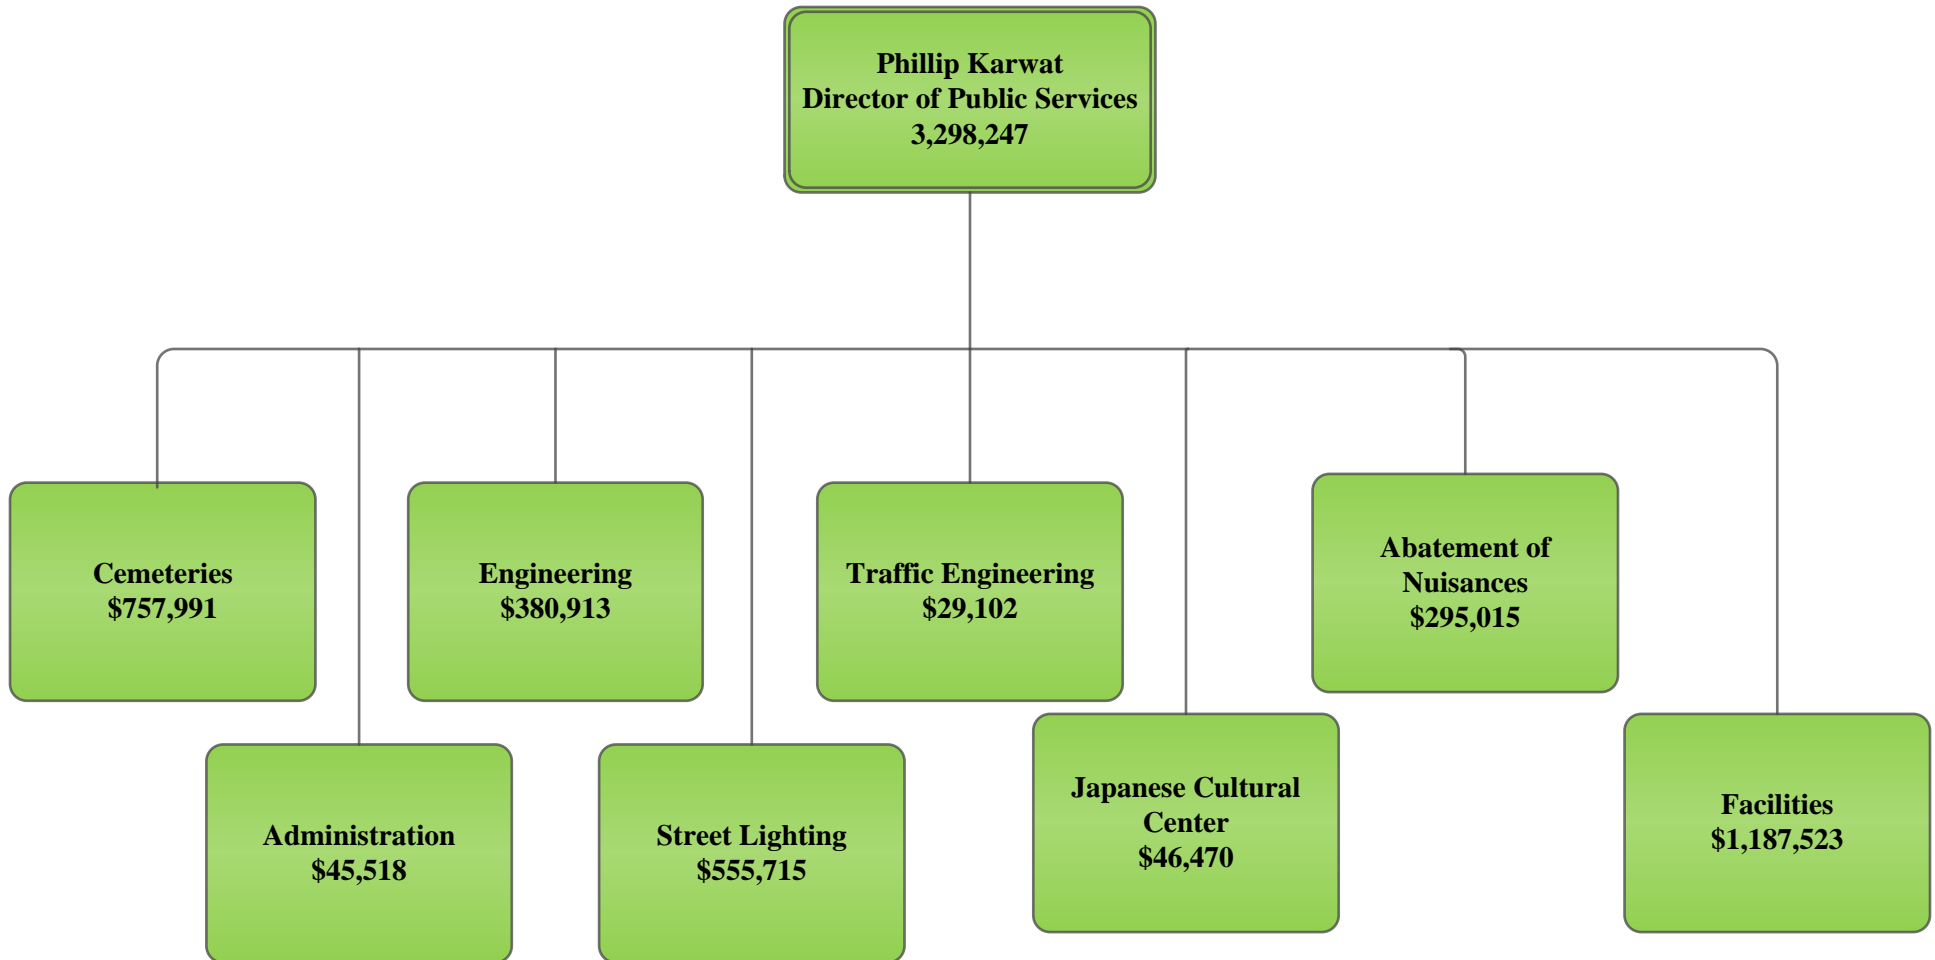 Phillip Karwat
Director of Public Services
3,298,247
Cemeteries
$757,991
Engineering
$380,913
Traffic Engineering
$29,102
Abatement of
Nuisances
$295,015
Administration
$45,518
Street Lighting
$555,715
Japanese Cultural
Center
$46,470
Facilities
$1,187,523